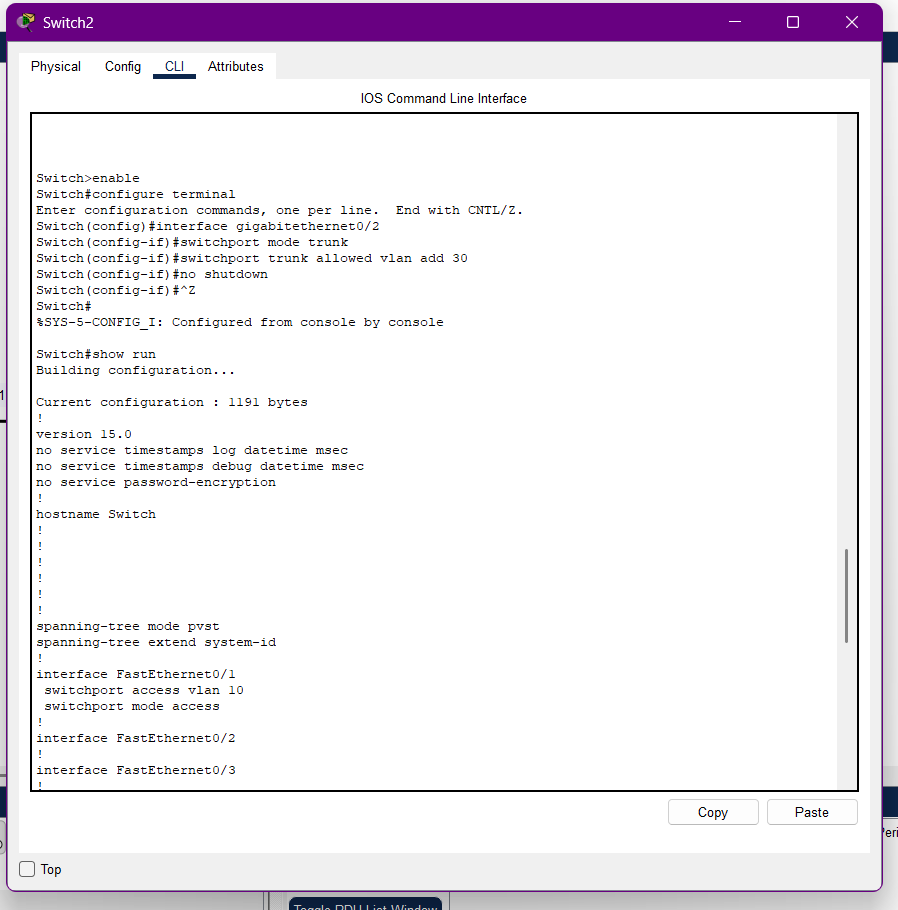 Switch2
Physical Config CLI Attributes
IOS Command Line Interface
Switch>enable
Switch#configure terminal
Enter configuration commands, one per line.  End with CNTL/Z.
Switch(config)#interface gigabitethernet0/2
Switch(config-if)#switchport mode trunk
Switch(config-if)#switchport trunk allowed vlan add 30
Switch(config-if)#no shutdown
Switch(config-if)#^Z
Switch#
%SYS-5-CONFIG_I: Configured from console by console
Switch#show run
Building configuration...
Current configuration : 1191 bytes
!
version 15.0
no service timestamps log datetime msec
no service timestamps debug datetime msec
no service password-encryption
!
hostname Switch
!
!
!
!
!
!
spanning-tree mode pvst
spanning-tree extend system-id
!
interface FastEthernet0/1
 switchport access vlan 10
 switchport mode access
!
interface FastEthernet0/2
!
interface FastEthernet0/3
!
Copy Paste
Top
Toggle PDU List Window